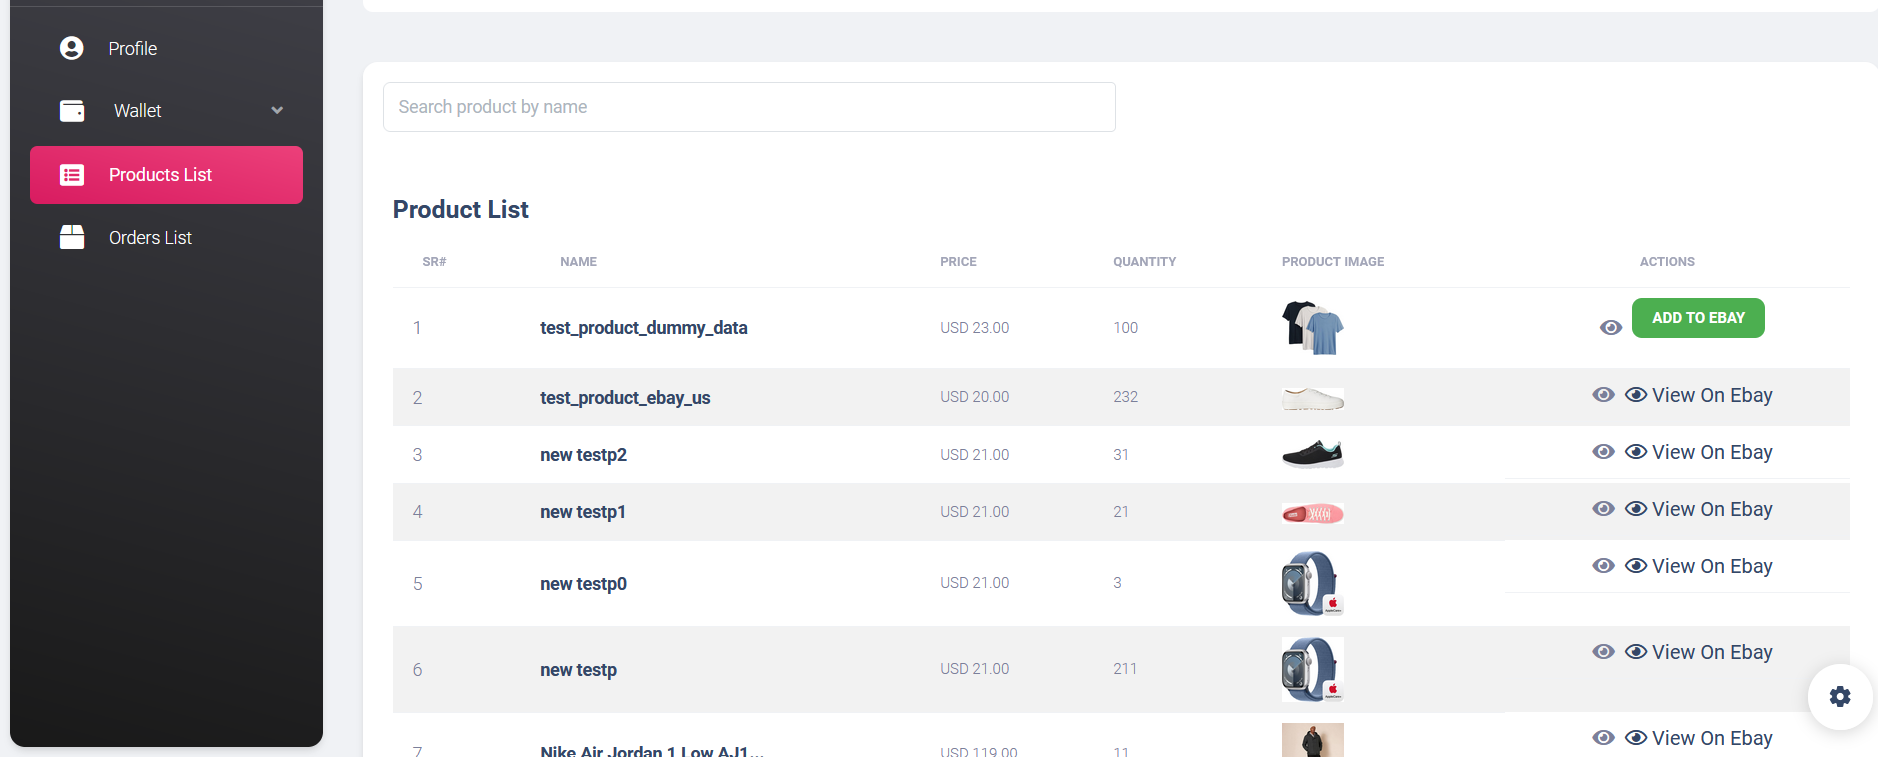 Profile
Wallet
Products List
Orders List
Search product by name
Product List
SR# NAME PRICE QUANTITY PRODUCT IMAGE ACTIONS
1 test_product_dummy_data USD 23.00 100 ADD TO EBAY
2 test_product_ebay_us USD 20.00 232 View On Ebay
3 new testp2 USD 21.00 31 View On Ebay
4 new testp1 USD 21.00 21 View On Ebay
5 new testp0 USD 21.00 3 View On Ebay
6 new testp USD 21.00 211 View On Ebay
7 Nike Air Jordan 1 Low AJ1... USD 119.00 11 View On Ebay